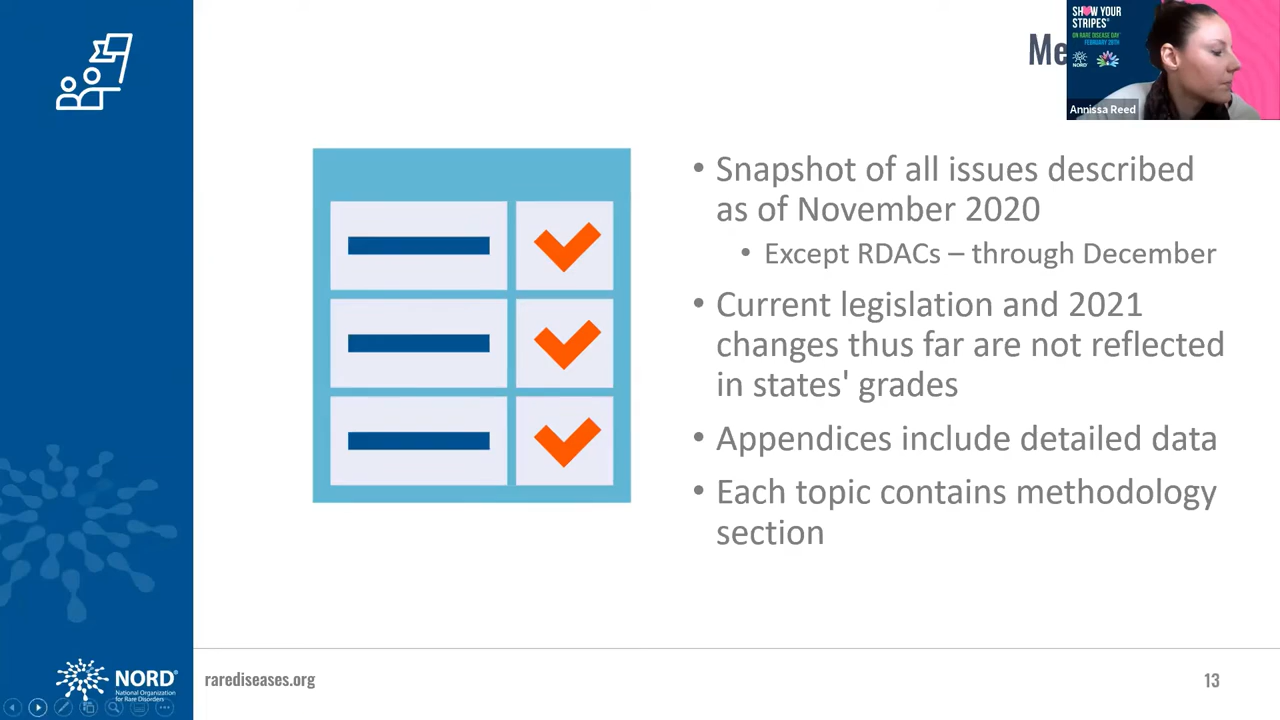 Me
SHOW YOUR
STRIPES®
ON RARE DISEASE DAY
FEBRUARY 28TH
NORD
Annissa Reed
• Snapshot of all issues described
as of November 2020
• Except RDACs – through December
• Current legislation and 2021
changes thus far are not reflected
in states' grades
• Appendices include detailed data
• Each topic contains methodology
section
NORD®
National Organization
for Rare Disorders
rarediseases.org
13